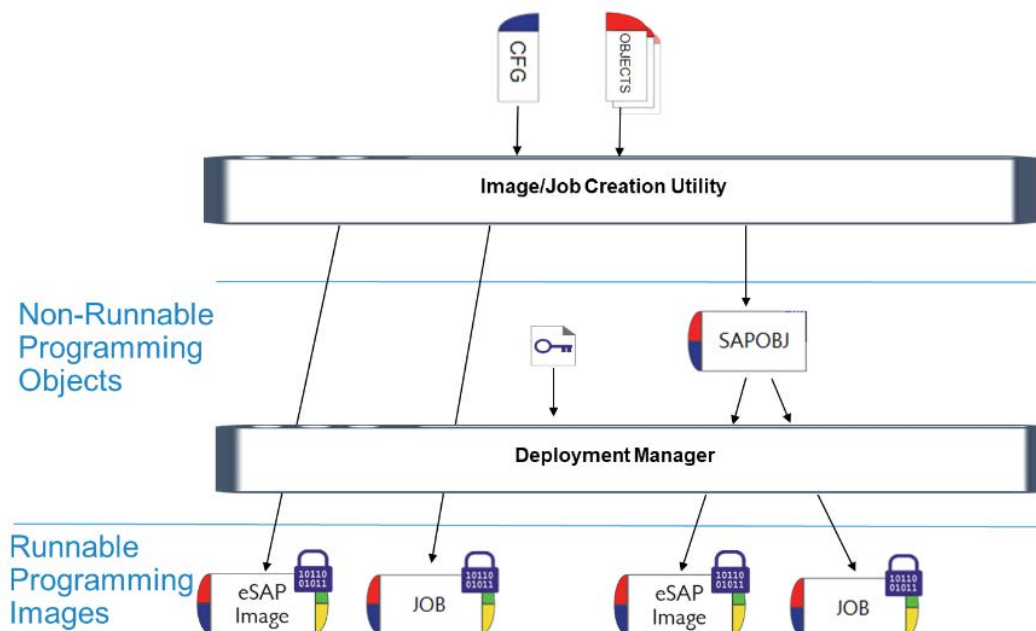 CFG
OBJECTS
Image/Job Creation Utility
Non-Runnable
Programming
Objects
SAPOBJ
Deployment Manager
Runnable
Programming
Images
10110
01011
eSAP
Image
10110
01011
JOB
10110
01011
eSAP
Image
10110
01011
JOB